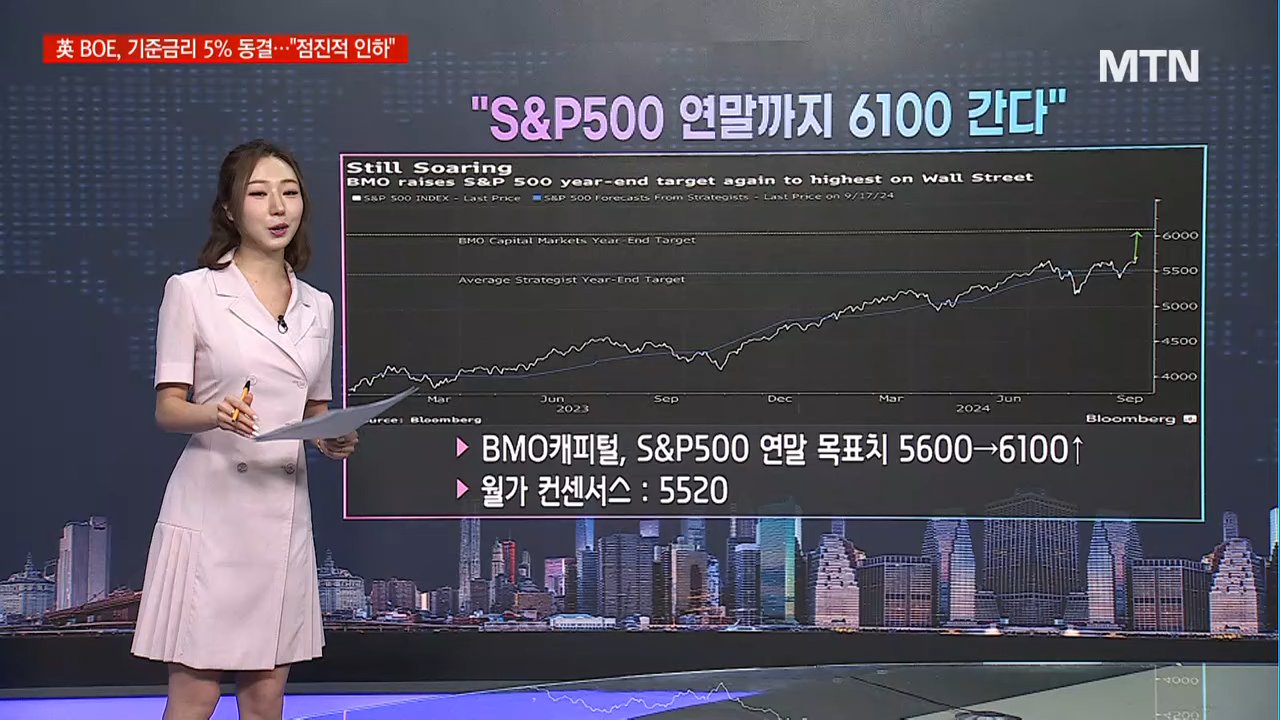 英 BOE, 기준금리 5% 동결…"점진적 인하"
MTN
"S&P500 연말까지 6100 간다"
Still Soaring
BMO raises S&P 500 year-end target again to highest on Wall Street
S&P 500 INDEX - Last Price S&P 500 Forecasts From Strategists - Last Price on 9/17/24
BMO Capital Markets Year-End Target
6000
Average Strategist Year-End Target
5500
5000
4500
4000
Mar Jun Sep Dec Mar Jun Sep
2023 2024
Bloomberg Bloomberg
▶ BMO캐피털, S&P500 연말 목표치 5600→6100↑
▶ 월가 컨센서스 : 5520
4000